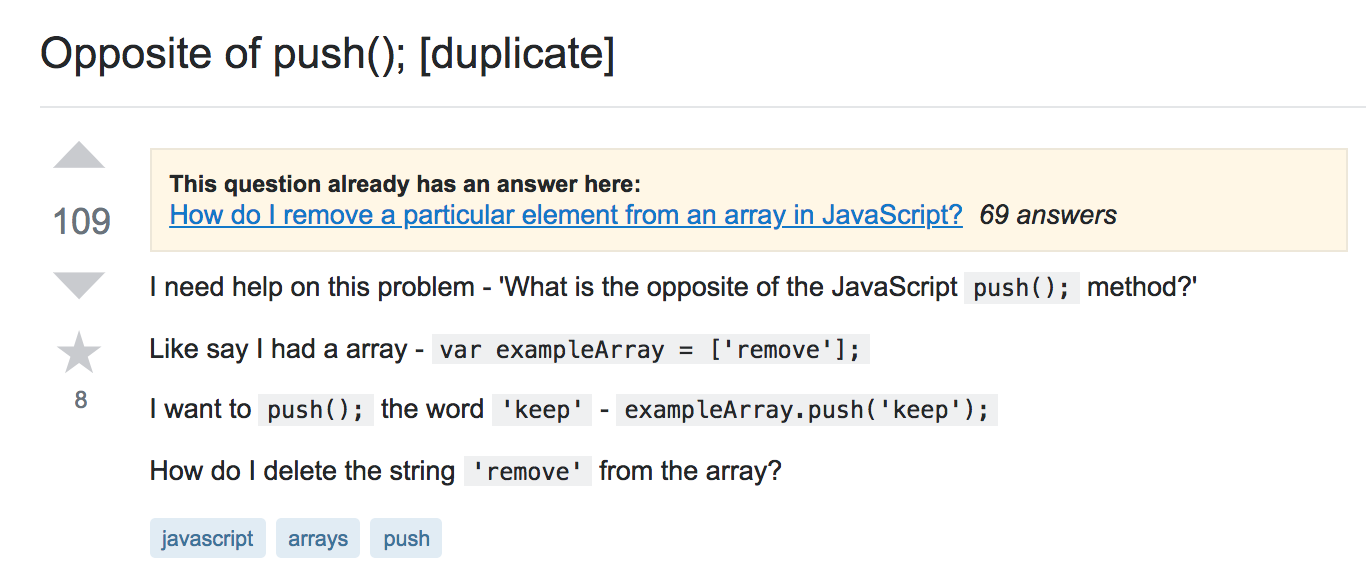 Opposite of push(); [duplicate]
109
8
This question already has an answer here:
How do I remove a particular element from an array in JavaScript? 69 answers
I need help on this problem - 'What is the opposite of the JavaScript push(); method?'
Like say I had a array - var exampleArray = ['remove'];
I want to push(); the word 'keep' - exampleArray.push('keep');
How do I delete the string 'remove' from the array?
javascript arrays push